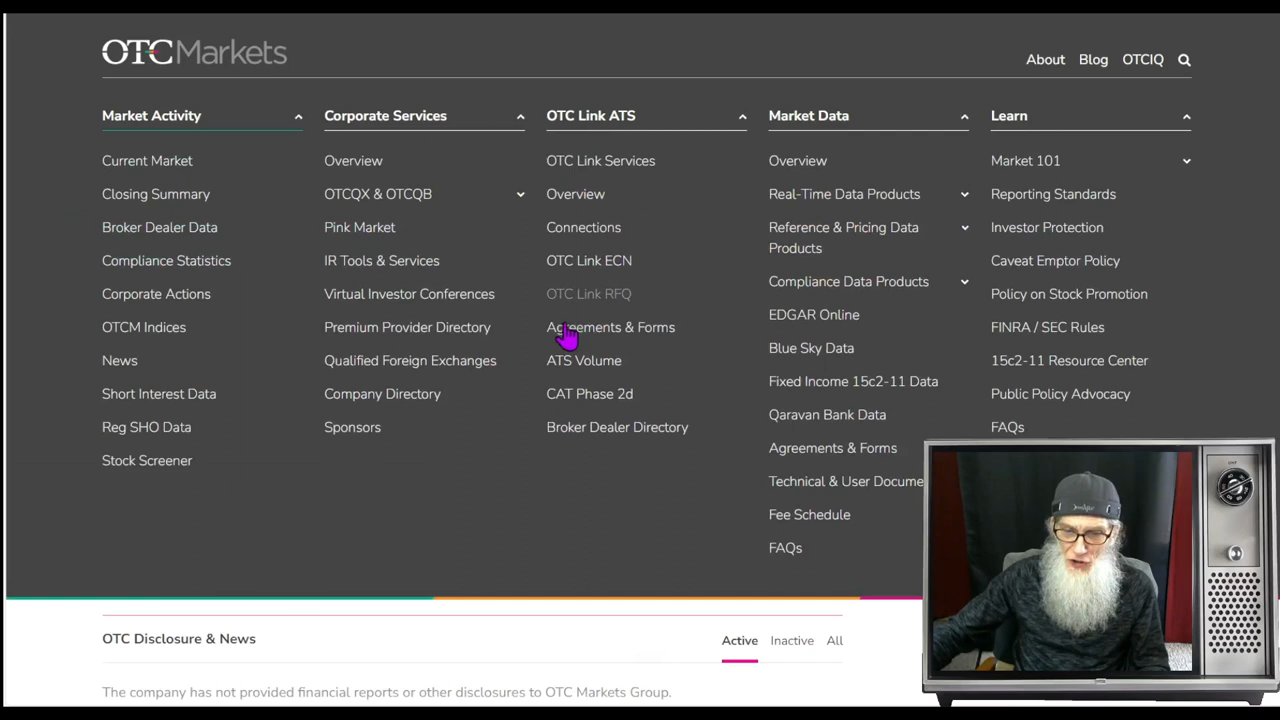 OTCMarkets
About Blog OTCIQ
Market Activity
Current Market
Closing Summary
Broker Dealer Data
Compliance Statistics
Corporate Actions
OTCM Indices
News
Short Interest Data
Reg SHO Data
Stock Screener
Corporate Services
Overview
OTCQX & OTCQB
Pink Market
IR Tools & Services
Virtual Investor Conferences
Premium Provider Directory
Qualified Foreign Exchanges
Company Directory
Sponsors
OTC Link ATS
OTC Link Services
Overview
Connections
OTC Link ECN
OTC Link RFQ
Agreements & Forms
ATS Volume
CAT Phase 2d
Broker Dealer Directory
Market Data
Overview
Real-Time Data Products
Reference & Pricing Data
Products
Compliance Data Products
EDGAR Online
Blue Sky Data
Fixed Income 15c2-11 Data
Qaravan Bank Data
Agreements & Forms
Technical & User Docume
Fee Schedule
FAQs
Learn
Market 101
Reporting Standards
Investor Protection
Caveat Emptor Policy
Policy on Stock Promotion
FINRA / SEC Rules
15c2-11 Resource Center
Public Policy Advocacy
FAQs
OTC Disclosure & News
Active Inactive All
The company has not provided financial reports or other disclosures to OTC Markets Group.